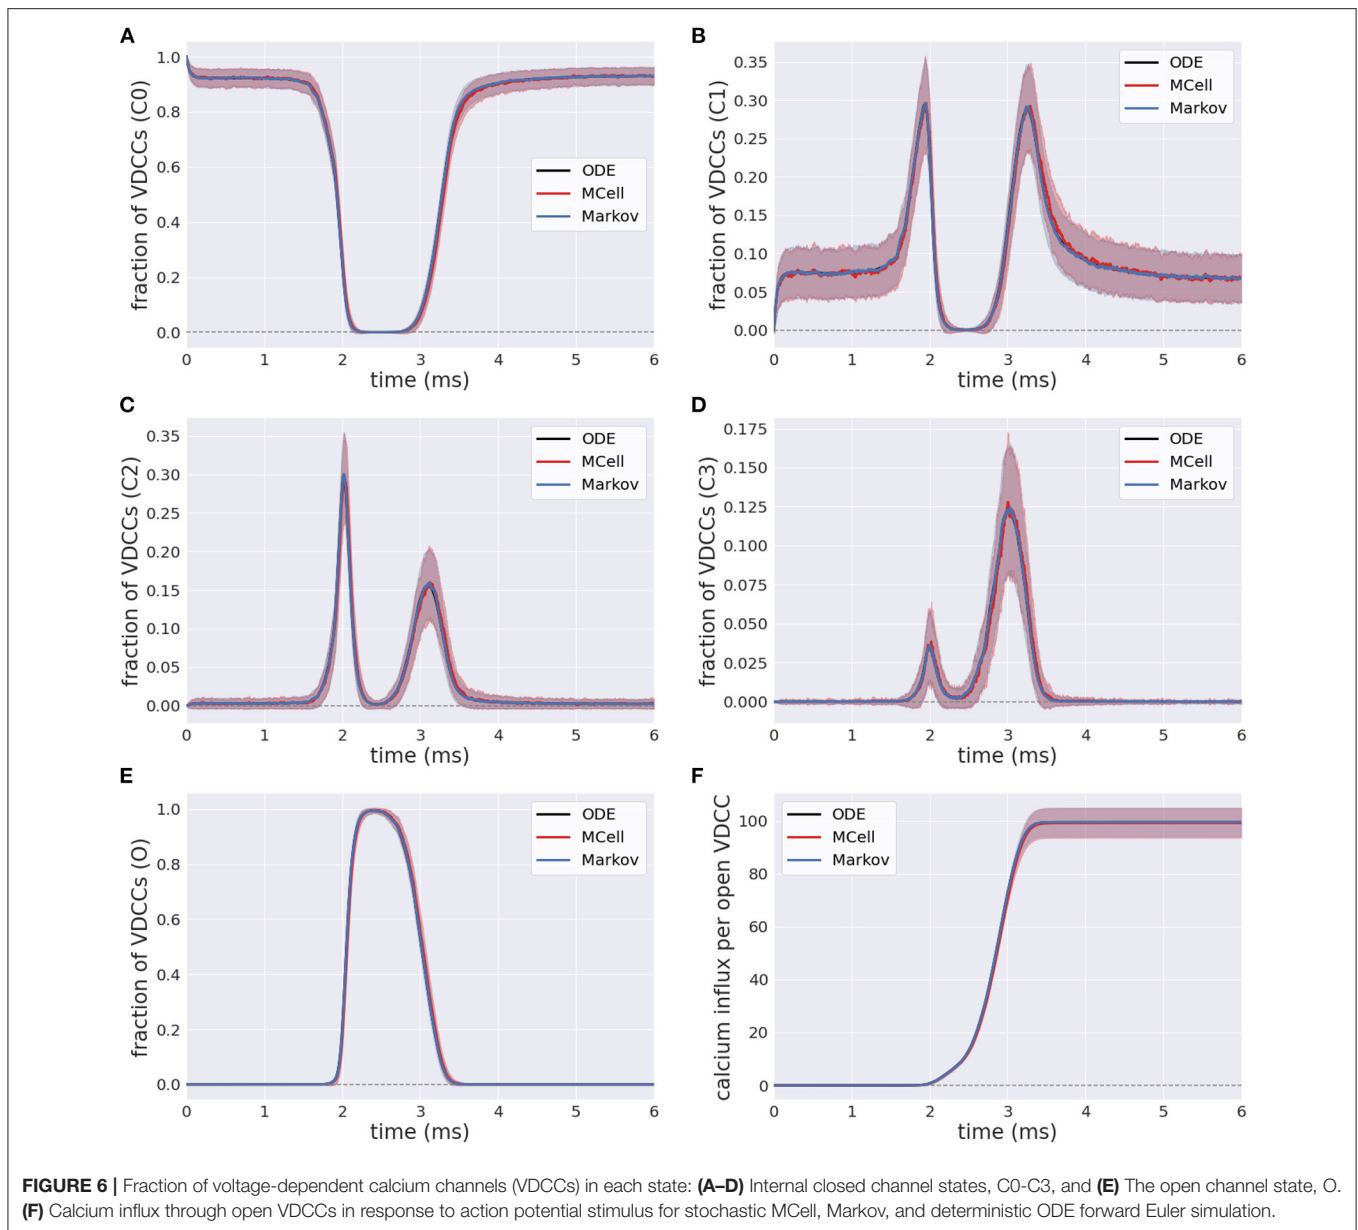 A
fraction of VDCCs (C0)
1.0
0.8
0.6
0.4
0.2
0.0
ODE
MCell
Markov
0 1 2 3 4 5 6
time (ms)
B
fraction of VDCCs (C1)
0.35
0.30
0.25
0.20
0.15
0.10
0.05
0.00
ODE
MCell
Markov
0 1 2 3 4 5 6
time (ms)
C
fraction of VDCCs (C2)
0.35
0.30
0.25
0.20
0.15
0.10
0.05
0.00
ODE
MCell
Markov
0 1 2 3 4 5 6
time (ms)
D
fraction of VDCCs (C3)
0.175
0.150
0.125
0.100
0.075
0.050
0.025
0.000
ODE
MCell
Markov
0 1 2 3 4 5 6
time (ms)
E
fraction of VDCCs (O)
1.0
0.8
0.6
0.4
0.2
0.0
ODE
MCell
Markov
0 1 2 3 4 5 6
time (ms)
F
calcium influx per open VDCC
100
80
60
40
20
0
ODE
MCell
Markov
0 1 2 3 4 5 6
time (ms)
FIGURE 6 | Fraction of voltage-dependent calcium channels (VDCCs) in each state: (A–D) Internal closed channel states, C0-C3, and (E) The open channel state, O.
(F) Calcium influx through open VDCCs in response to action potential stimulus for stochastic MCell, Markov, and deterministic ODE forward Euler simulation.